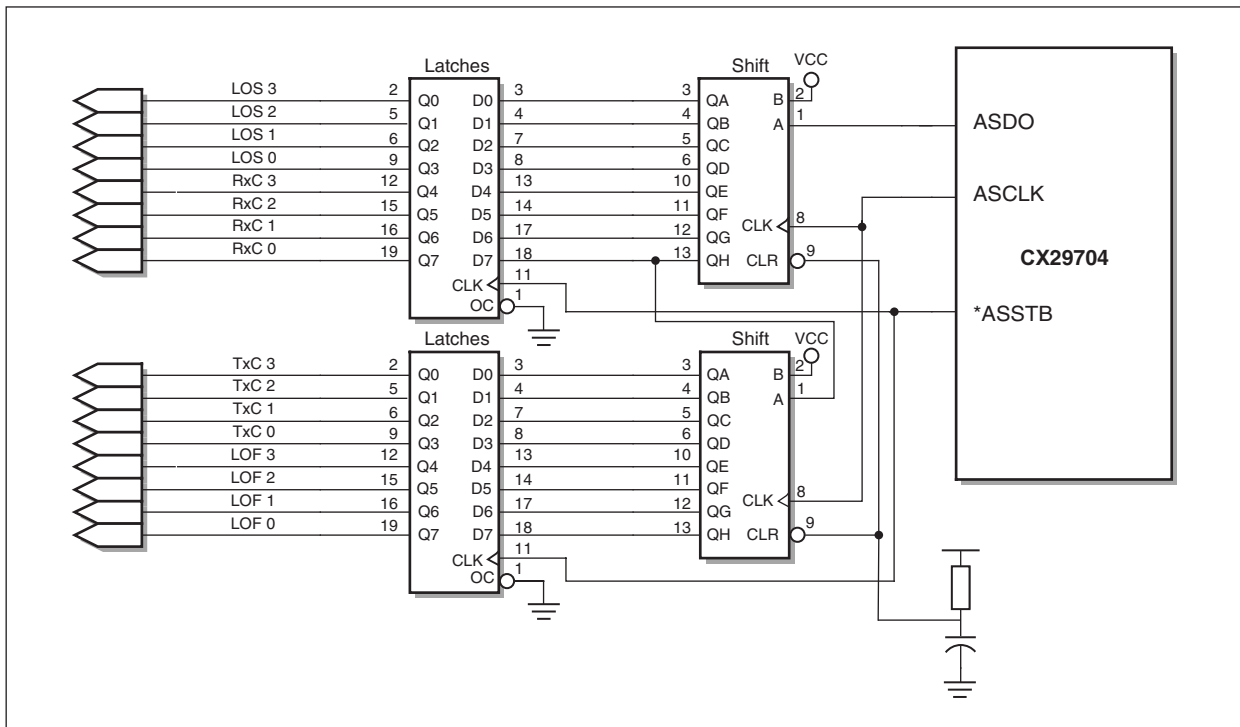 Latches Shift VCC
LOS 3 2 Q0 D0 3 3 QA B 2
LOS 2 5 Q1 D1 4 4 QB A 1 ASDO
LOS 1 6 Q2 D2 7 5 QC
LOS 0 9 Q3 D3 8 6 QD
RxC 3 12 Q4 D4 13 10 QE ASCLK
RxC 2 15 Q5 D5 14 11 QF CLK 8
RxC 1 16 Q6 D6 17 12 QG
RxC 0 19 Q7 D7 18 13 QH CLR 9 CX29704
CLK 11
OC 1 *ASSTB
Latches Shift VCC
TxC 3 2 Q0 D0 3 3 QA B 2
TxC 2 5 Q1 D1 4 4 QB A 1
TxC 1 6 Q2 D2 7 5 QC
TxC 0 9 Q3 D3 8 6 QD
LOF 3 12 Q4 D4 13 10 QE
LOF 2 15 Q5 D5 14 11 QF CLK 8
LOF 1 16 Q6 D6 17 12 QG
LOF 0 19 Q7 D7 18 13 QH CLR 9
CLK 11
OC 1